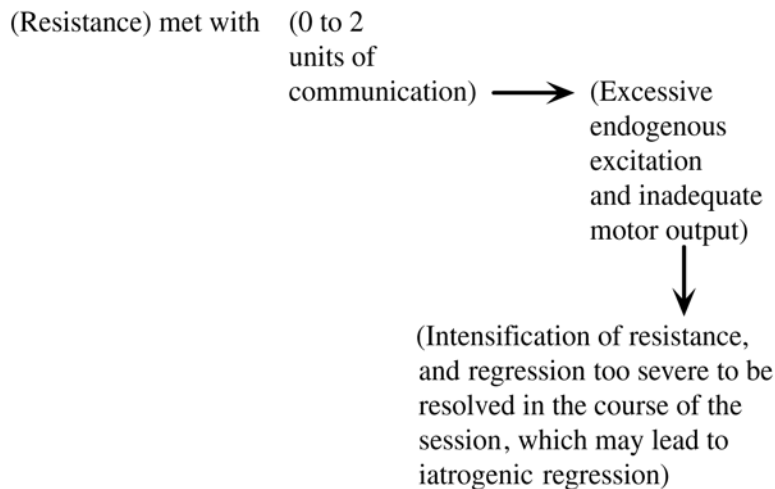 (Resistance) met with (0 to 2
units of
communication)
(Excessive
endogenous
excitation
and inadequate
motor output)
(Intensification of resistance,
and regression too severe to be
resolved in the course of the
session, which may lead to
iatrogenic regression)